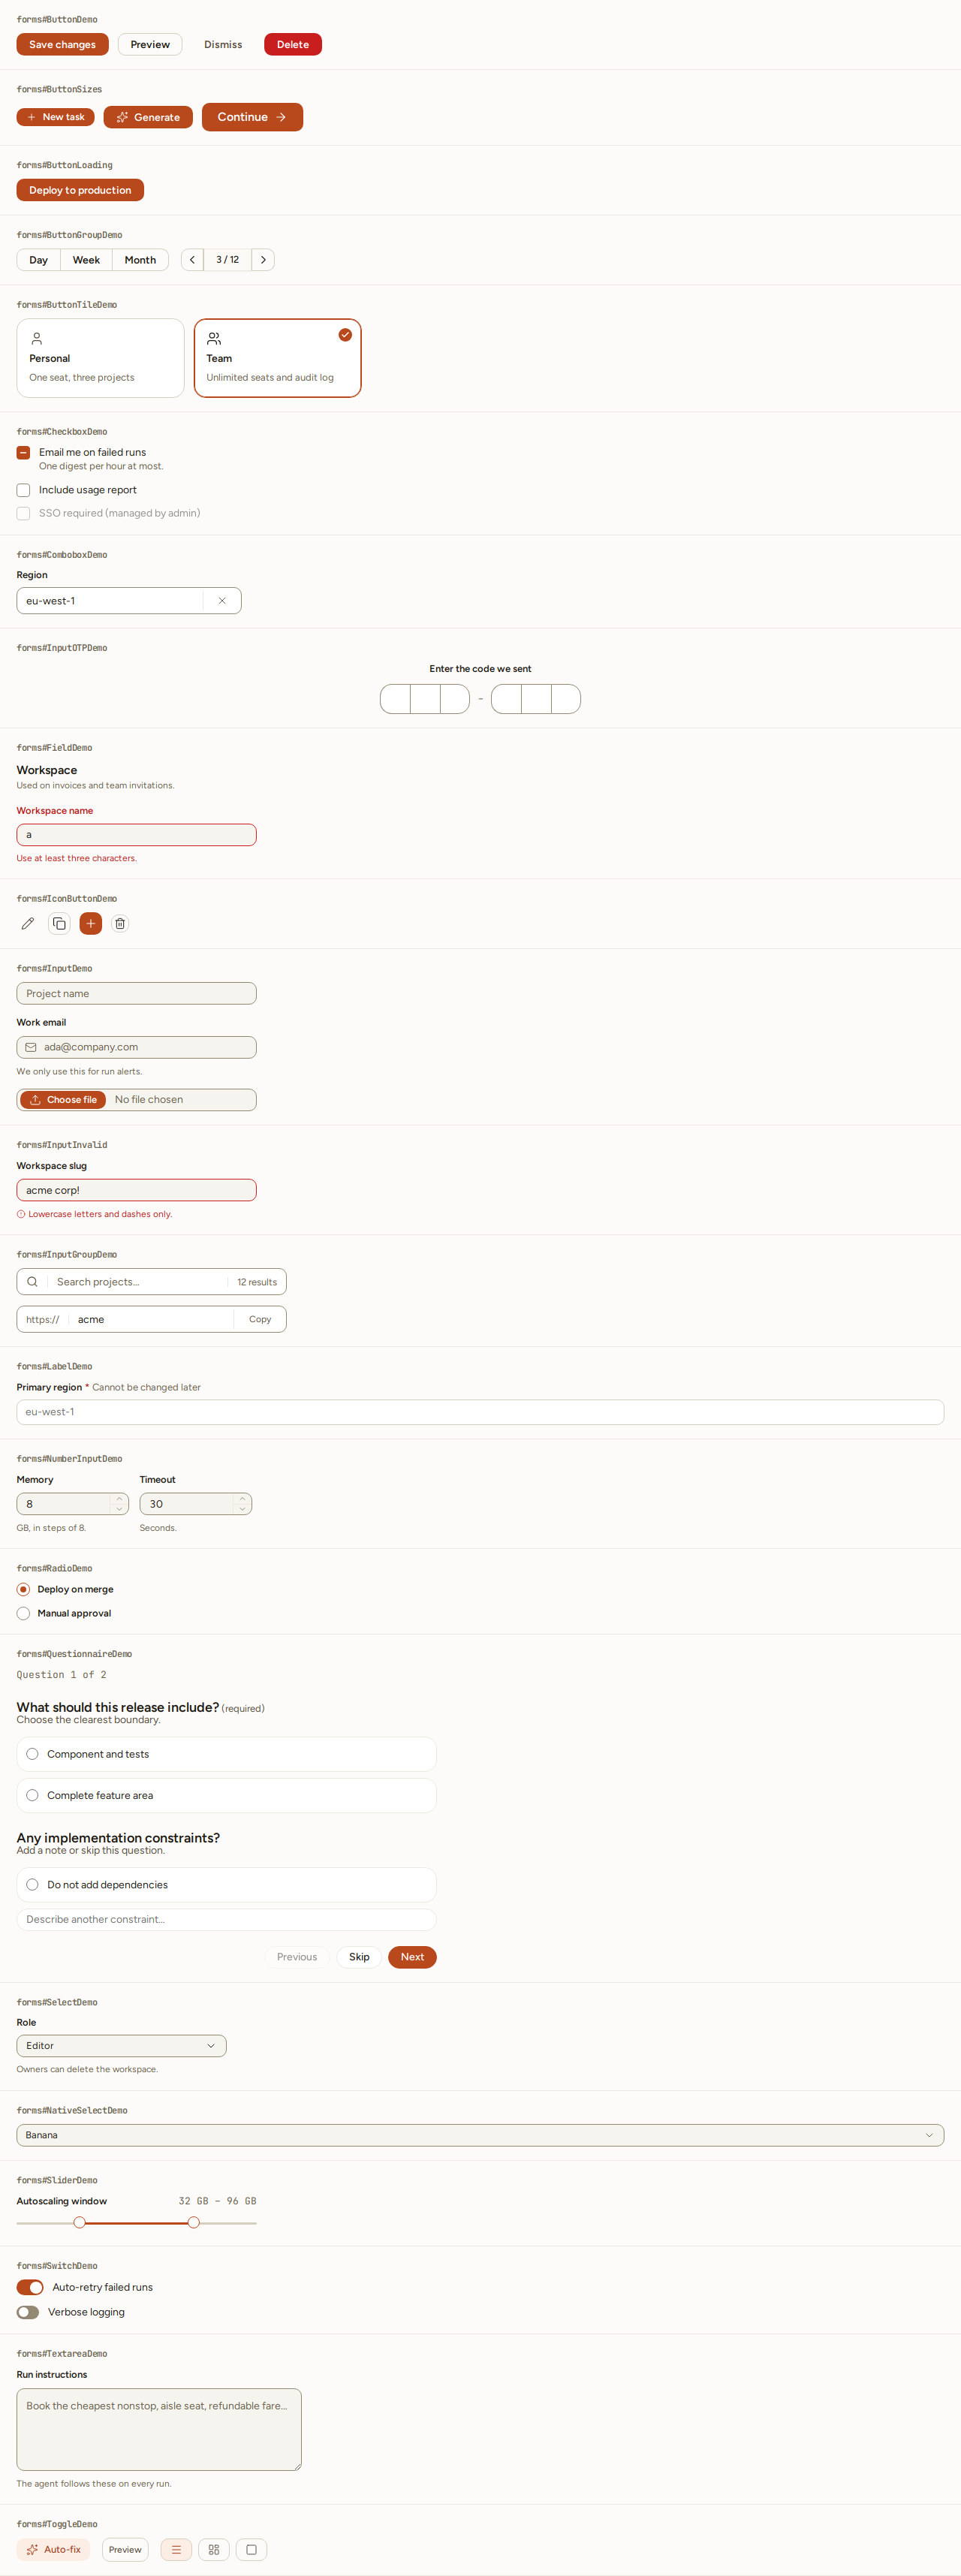 forms#ButtonDemo
Save changes Preview Dismiss Delete
forms#ButtonSizes
New task Generate Continue
forms#ButtonLoading
Deploy to production
forms#ButtonGroupDemo
Day Week Month 3 / 12
forms#ButtonTileDemo
Personal
One seat, three projects
Team
Unlimited seats and audit log
forms#CheckboxDemo
Email me on failed runs
One digest per hour at most.
Include usage report
SSO required (managed by admin)
forms#ComboboxDemo
Region
eu-west-1
forms#InputOTPDemo
Enter the code we sent
-
forms#FieldDemo
Workspace
Used on invoices and team invitations.
Workspace name
a
Use at least three characters.
forms#IconButtonDemo
forms#InputDemo
Project name
Work email
ada@company.com
We only use this for run alerts.
Choose file No file chosen
forms#InputInvalid
Workspace slug
acme corp!
Lowercase letters and dashes only.
forms#InputGroupDemo
Search projects... 12 results
https:// acme Copy
forms#LabelDemo
Primary region * Cannot be changed later
eu-west-1
forms#NumberInputDemo
Memory Timeout
8 30
GB, in steps of 8. Seconds.
forms#RadioDemo
Deploy on merge
Manual approval
forms#QuestionnaireDemo
Question 1 of 2
What should this release include? (required)
Choose the clearest boundary.
Component and tests
Complete feature area
Any implementation constraints?
Add a note or skip this question.
Do not add dependencies
Describe another constraint...
Previous Skip Next
forms#SelectDemo
Role
Editor
Owners can delete the workspace.
forms#NativeSelectDemo
Banana
forms#SliderDemo
Autoscaling window 32 GB – 96 GB
forms#SwitchDemo
Auto-retry failed runs
Verbose logging
forms#TextareaDemo
Run instructions
Book the cheapest nonstop, aisle seat, refundable fare...
The agent follows these on every run.
forms#ToggleDemo
Auto-fix Preview